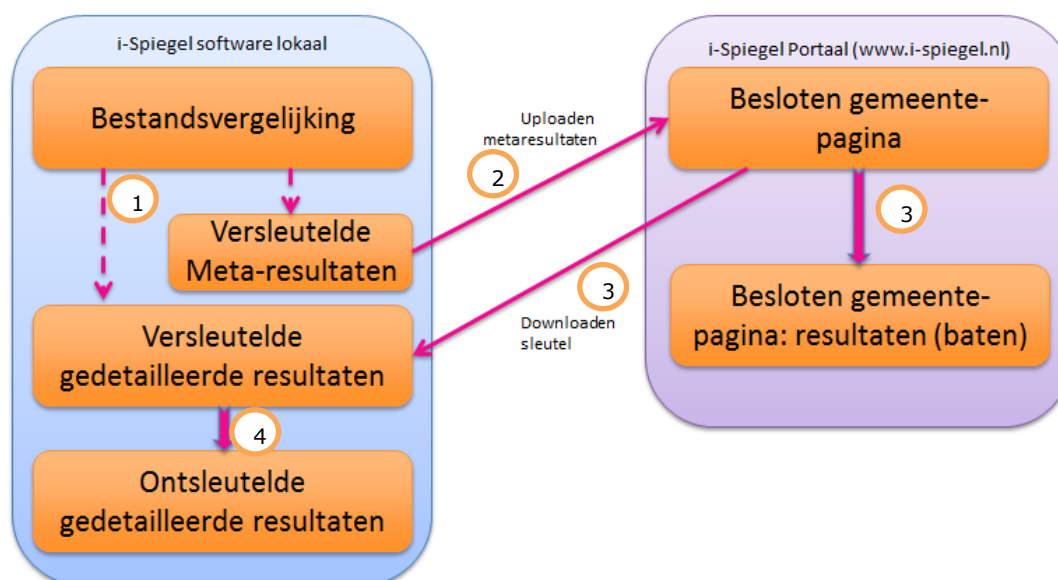 i-Spiegel software lokaal
Bestandsvergelijking
1
Versleutelde
Meta-resultaten
Versleutelde
gedetailleerde resultaten
4
Ontsleutelde
gedetailleerde resultaten
Uploaden
metaresultaten
2
3
Downloaden
sleutel
i-Spiegel Portaal (www.i-spiegel.nl)
Besloten gemeente-
pagina
3
Besloten gemeente-
pagina: resultaten (baten)